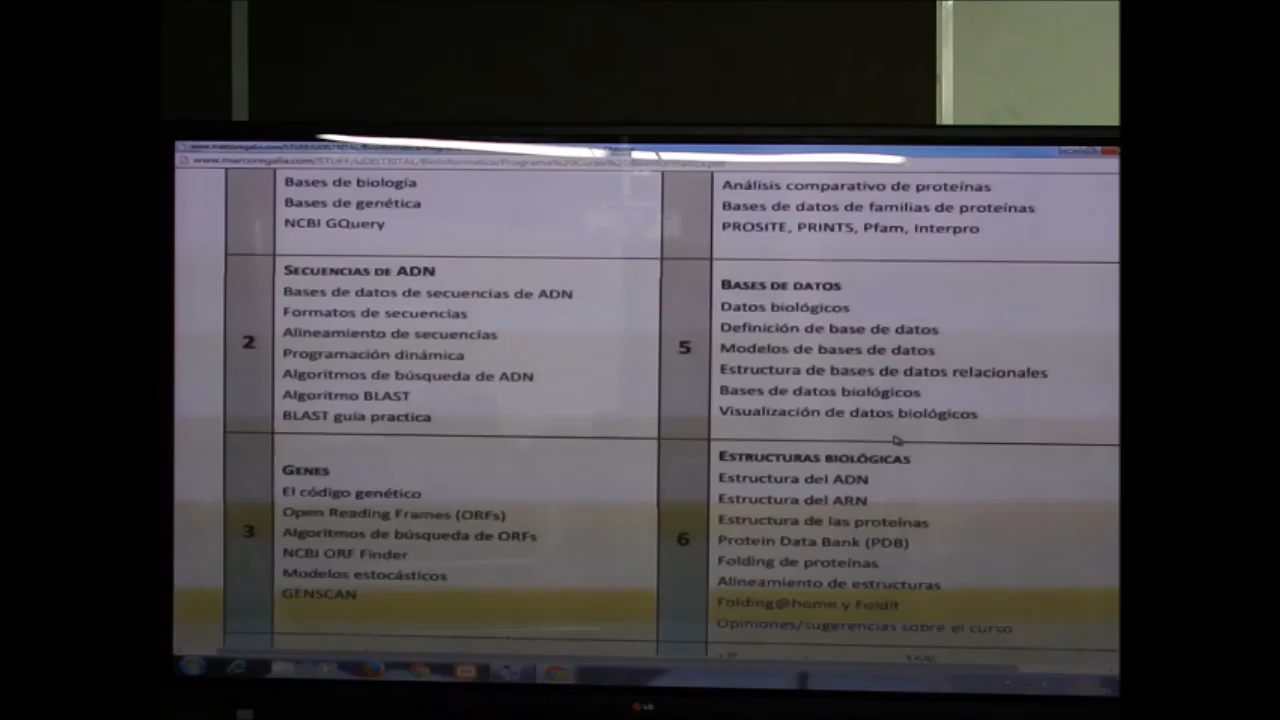 www.marcoregalia.com/STUFF/UDISTRITAL/Bioinformatica/
Bases de biología
Bases de genética
NCBI GQuery
2
SECUENCIAS DE ADN
Bases de datos de secuencias de ADN
Formatos de secuencias
Alineamiento de secuencias
Programación dinámica
Algoritmos de búsqueda de ADN
Algoritmo BLAST
BLAST guía practica
3
GENES
El código genético
Open Reading Frames (ORFs)
Algoritmos de búsqueda de ORFs
NCBI ORF Finder
Modelos estocásticos
GENSCAN
Análisis comparativo de proteínas
Bases de datos de familias de proteínas
PROSITE, PRINTS, Pfam, Interpro
5
BASES DE DATOS
Datos biológicos
Definición de base de datos
Modelos de bases de datos
Estructura de bases de datos relacionales
Bases de datos biológicos
Visualización de datos biológicos
6
ESTRUCTURAS BIOLÓGICAS
Estructura del ADN
Estructura del ARN
Estructura de las proteínas
Protein Data Bank (PDB)
Folding de proteínas
Alineamiento de estructuras
Folding@home y Foldit
Opiniones/sugerencias sobre el curso
LG